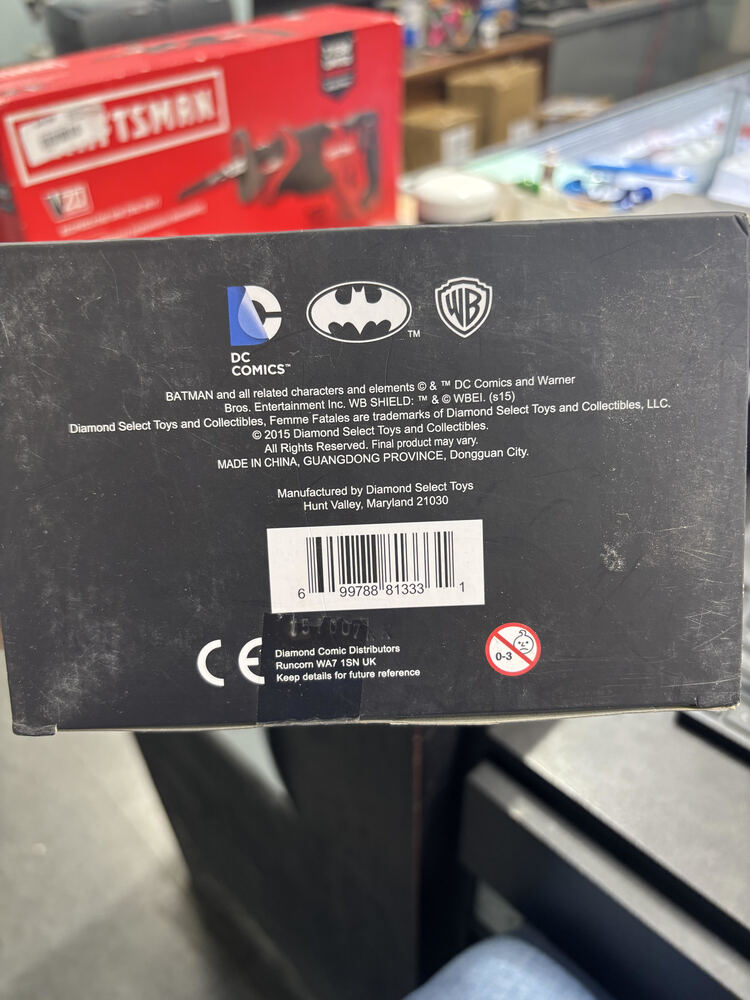 FTSMAN
V20
DC
COMICS™
TM
WB
BATMAN and all related characters and elements © & ™ DC Comics and Warner
Bros. Entertainment Inc. WB SHIELD: ™ & © WBEI. (s15)
Diamond Select Toys and Collectibles, Femme Fatales are trademarks of Diamond Select Toys and Collectibles, LLC.
© 2015 Diamond Select Toys and Collectibles.
All Rights Reserved. Final product may vary.
MADE IN CHINA, GUANGDONG PROVINCE, Dongguan City.
Manufactured by Diamond Select Toys
Hunt Valley, Maryland 21030
6 99788 81333 1
CE
Diamond Comic Distributors
Runcorn WA7 1SN UK
Keep details for future reference
0-3